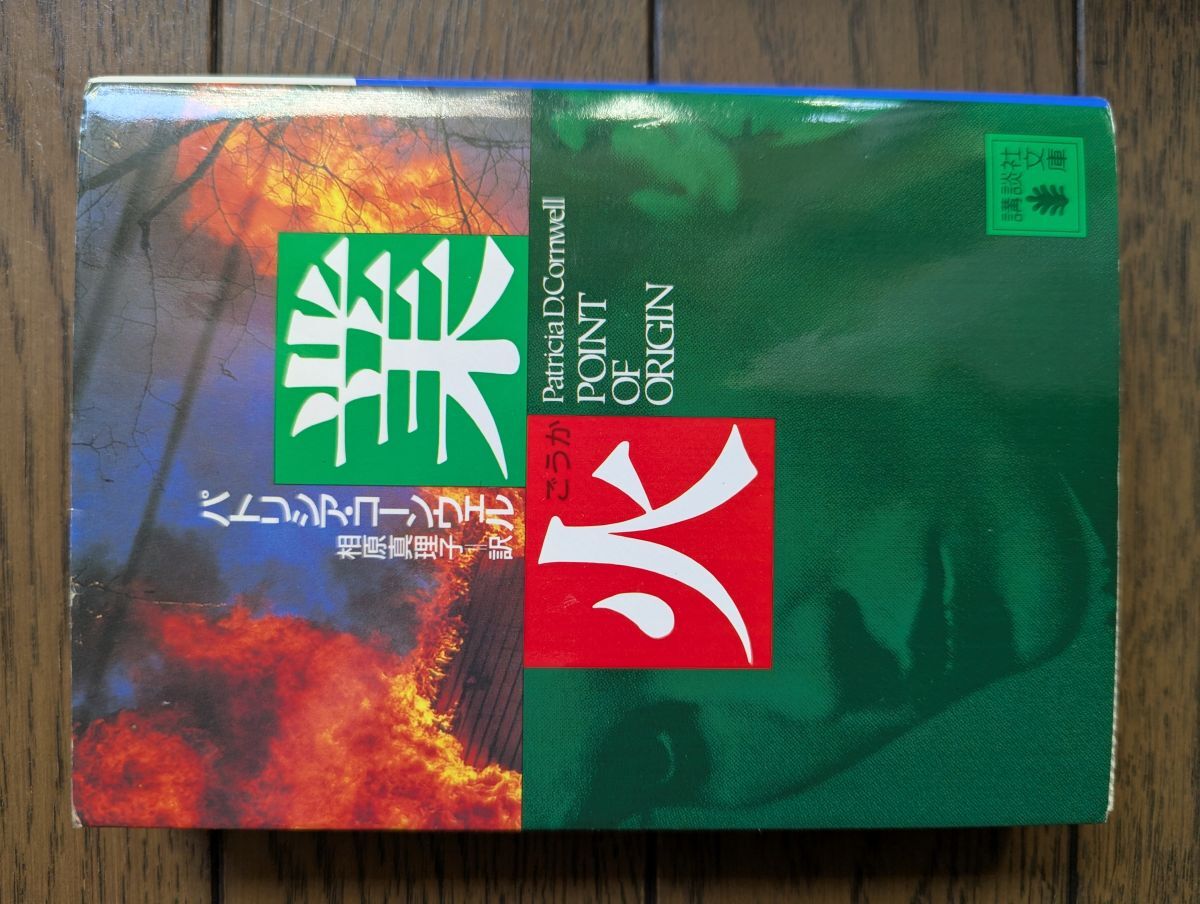 業火
ごうか
Patricia D. Cornwell
POINT
OF
ORIGIN
パトリシア・コーンウェル
相原真理子=訳
講談社文庫